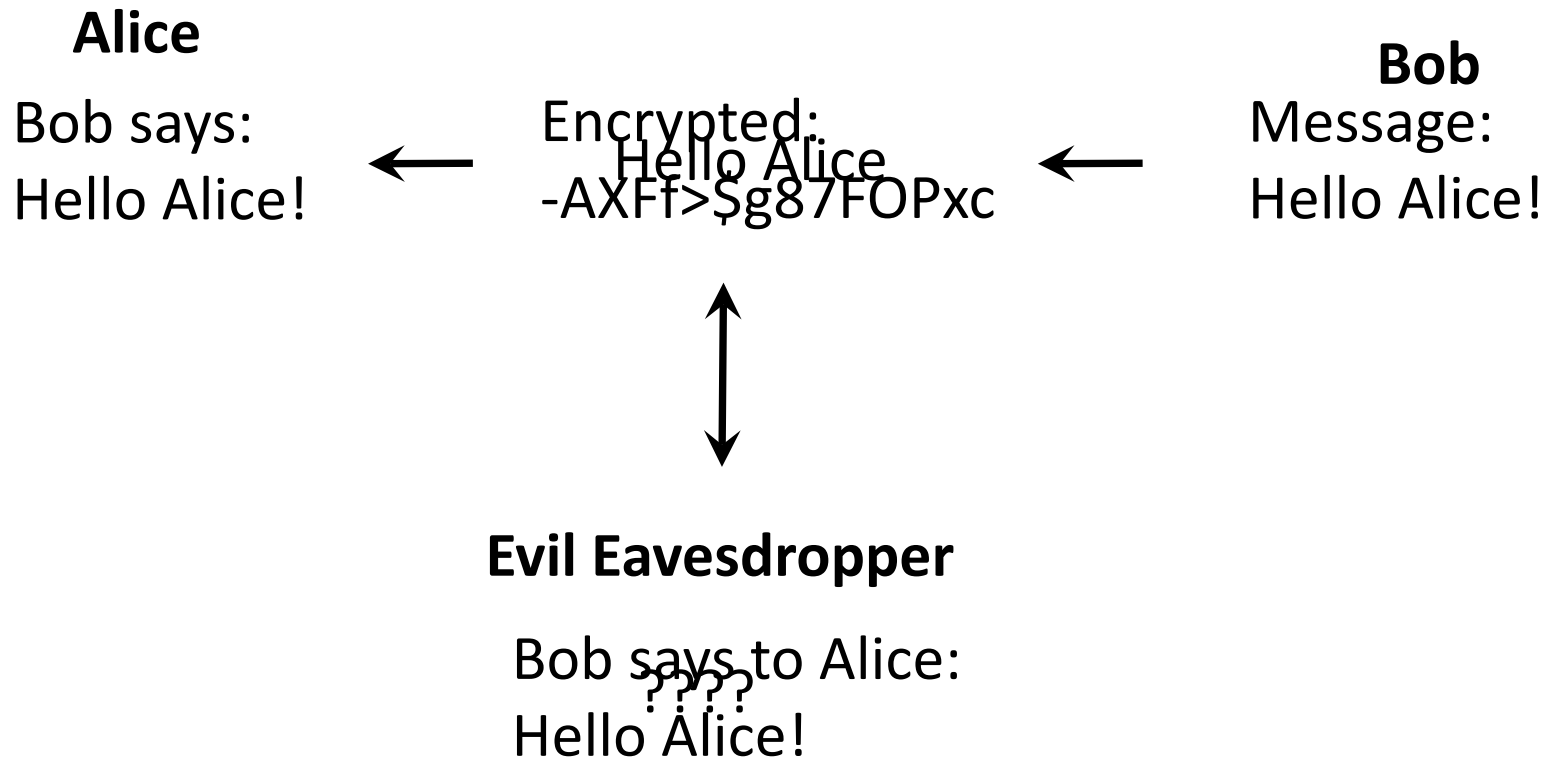 Alice
Bob says:
Hello Alice!
Encrypted:
Hello Alice
-AXFf>$g87FOPxc
Bob
Message:
Hello Alice!
Evil Eavesdropper
Bob says to Alice:
????
Hello Alice!